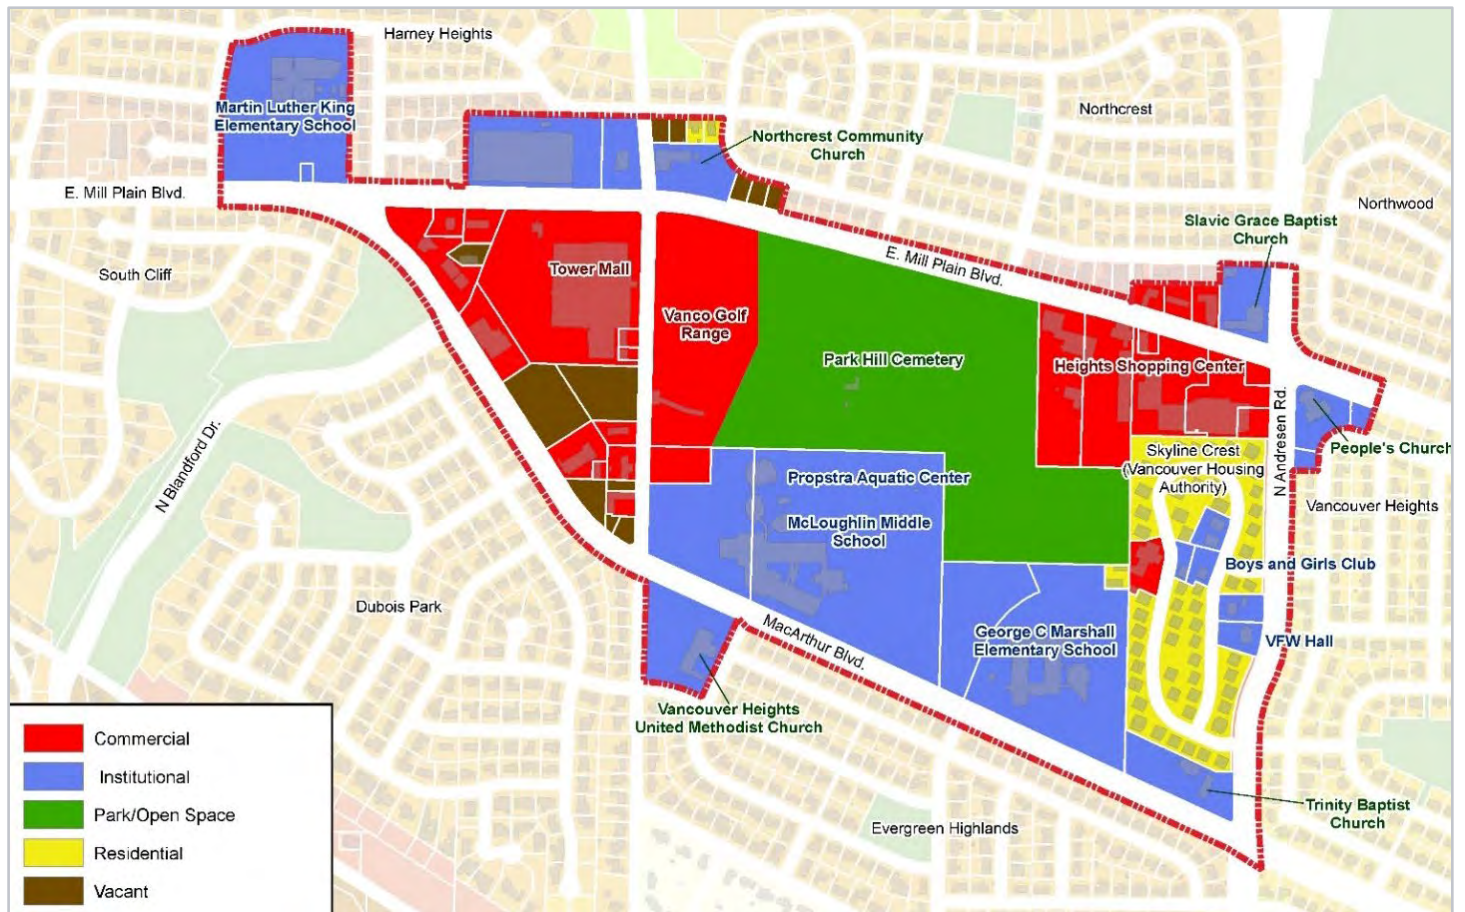 Harney Heights
Martin Luther King
Elementary School
Northcrest
Northcrest Community
Church
E. Mill Plain Blvd.
Northwood
Slavic Grace Baptist
Church
E. Mill Plain Blvd.
South Cliff
Tower Mall
Vanco Golf
Range
Park Hill Cemetery
Heights Shopping Center
N Andresen Rd.
N Blandford Dr.
Skyline Crest
(Vancouver Housing
Authority)
People's Church
Propstra Aquatic Center
McLoughlin Middle
School
Vancouver Heights
Boys and Girls Club
Dubois Park
MacArthur Blvd.
George C Marshall
Elementary School
VFW Hall
Vancouver Heights
United Methodist Church
Trinity Baptist
Church
Evergreen Highlands
Commercial
Institutional
Park/Open Space
Residential
Vacant